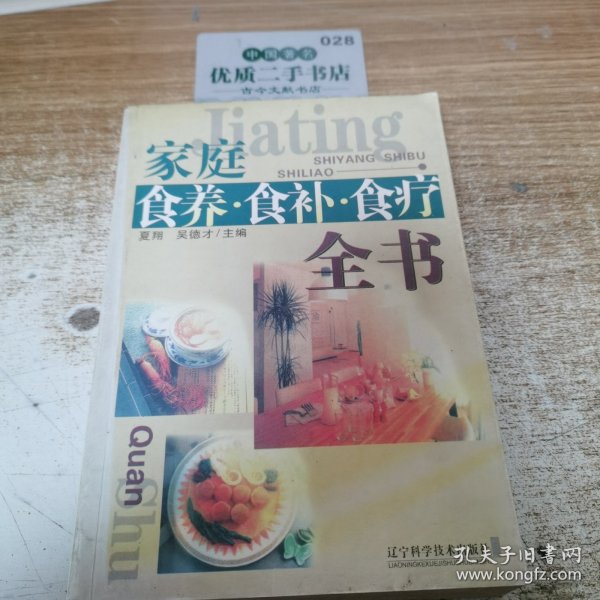 028
中国著名
优质二手书店
古今文献书店
Jiating
家庭
SHIYANG SHIBU
SHILIAO
食养·食补·食疗
夏翔 吴德才/主编
全书
Quan
Shu
辽宁科学技术出版社
孔夫子旧书网
www.kongfz.com